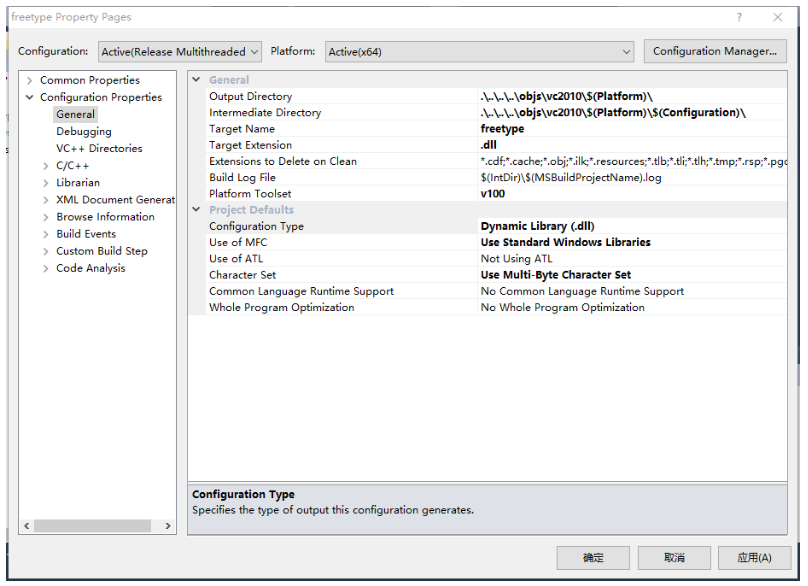 freetype Property Pages
Configuration: Active(Release Multithreaded Platform: Active(x64) Configuration Manager...
Common Properties
Configuration Properties
General
Debugging
VC++ Directories
C/C++
Librarian
XML Document Generat
Browse Information
Build Events
Custom Build Step
Code Analysis
General
Output Directory .\..\..\..\objs\vc2010\$(Platform)\
Intermediate Directory .\..\..\..\objs\vc2010\$(Platform)\$(Configuration)\
Target Name freetype
Target Extension .dll
Extensions to Delete on Clean *.cdf;*.cache;*.obj;*.ilk;*.resources;*.tlb;*.tli;*.tlh;*.tmp;*.rsp;*.pgc
Build Log File $(IntDir)\$(MSBuildProjectName).log
Platform Toolset v100
Project Defaults
Configuration Type Dynamic Library (.dll)
Use of MFC Use Standard Windows Libraries
Use of ATL Not Using ATL
Character Set Use Multi-Byte Character Set
Common Language Runtime Support No Common Language Runtime Support
Whole Program Optimization No Whole Program Optimization
Configuration Type
Specifies the type of output this configuration generates.
确定 取消 应用(A)